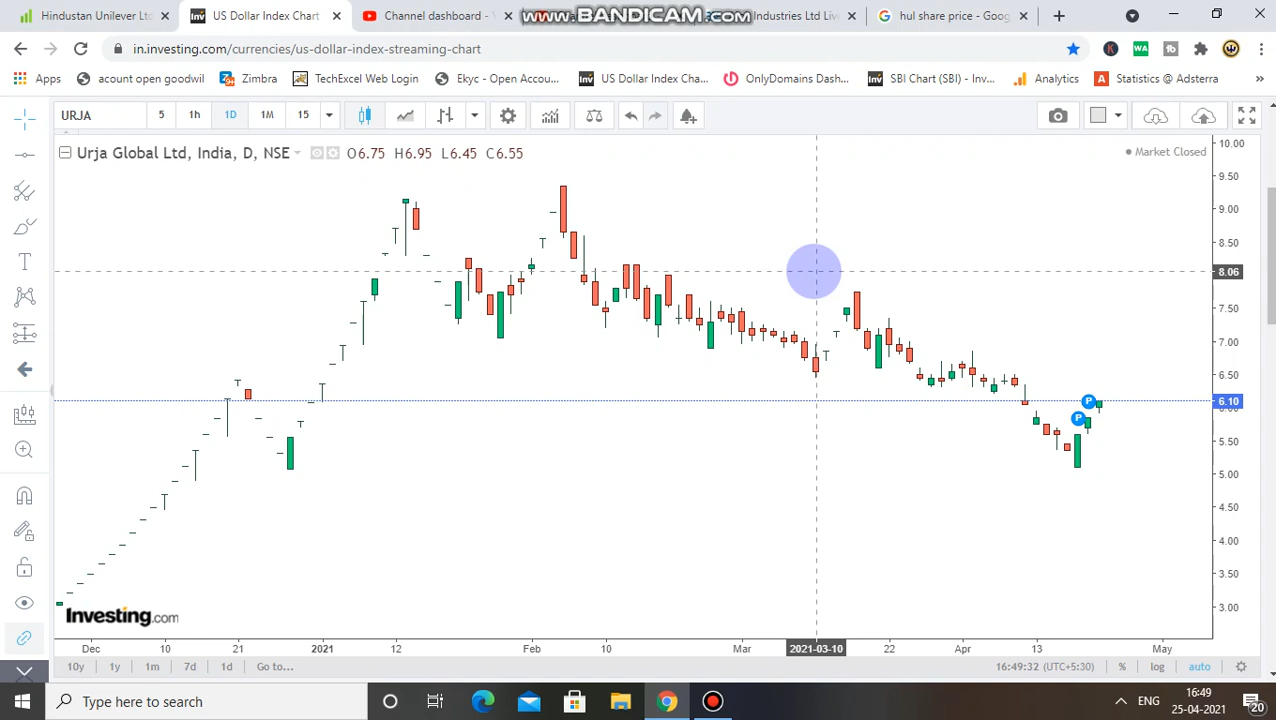 Hindustan Unilever Lt
US Dollar Index Chart
Channel dashboard - Y
Industries Ltd Liv
hul share price - Goog
www.BANDICAM.com
in.investing.com/currencies/us-dollar-index-streaming-chart
Apps
acount open goodwil
Zimbra
TechExcel Web Login
Ekyc - Open Accou...
US Dollar Index Cha...
OnlyDomains Dash...
SBI Chart (SBI) - Inv...
Analytics
Statistics @ Adsterra
URJA
5
1h
1D
1M
15
Urja Global Ltd, India, D, NSE
O6.75 H6.95 L6.45 C6.55
Market Closed
10.00
9.50
9.00
8.50
8.06
7.50
7.00
6.50
6.10
6.00
5.50
5.00
4.50
4.00
3.50
3.00
P
P
Investing.com
Dec
10
21
2021
12
Feb
10
Mar
2021-03-10
22
Apr
13
May
10y
1y
1m
7d
1d
Go to...
16:49:32 (UTC+5:30)
%
log
auto
Type here to search
ENG
16:49
25-04-2021
20